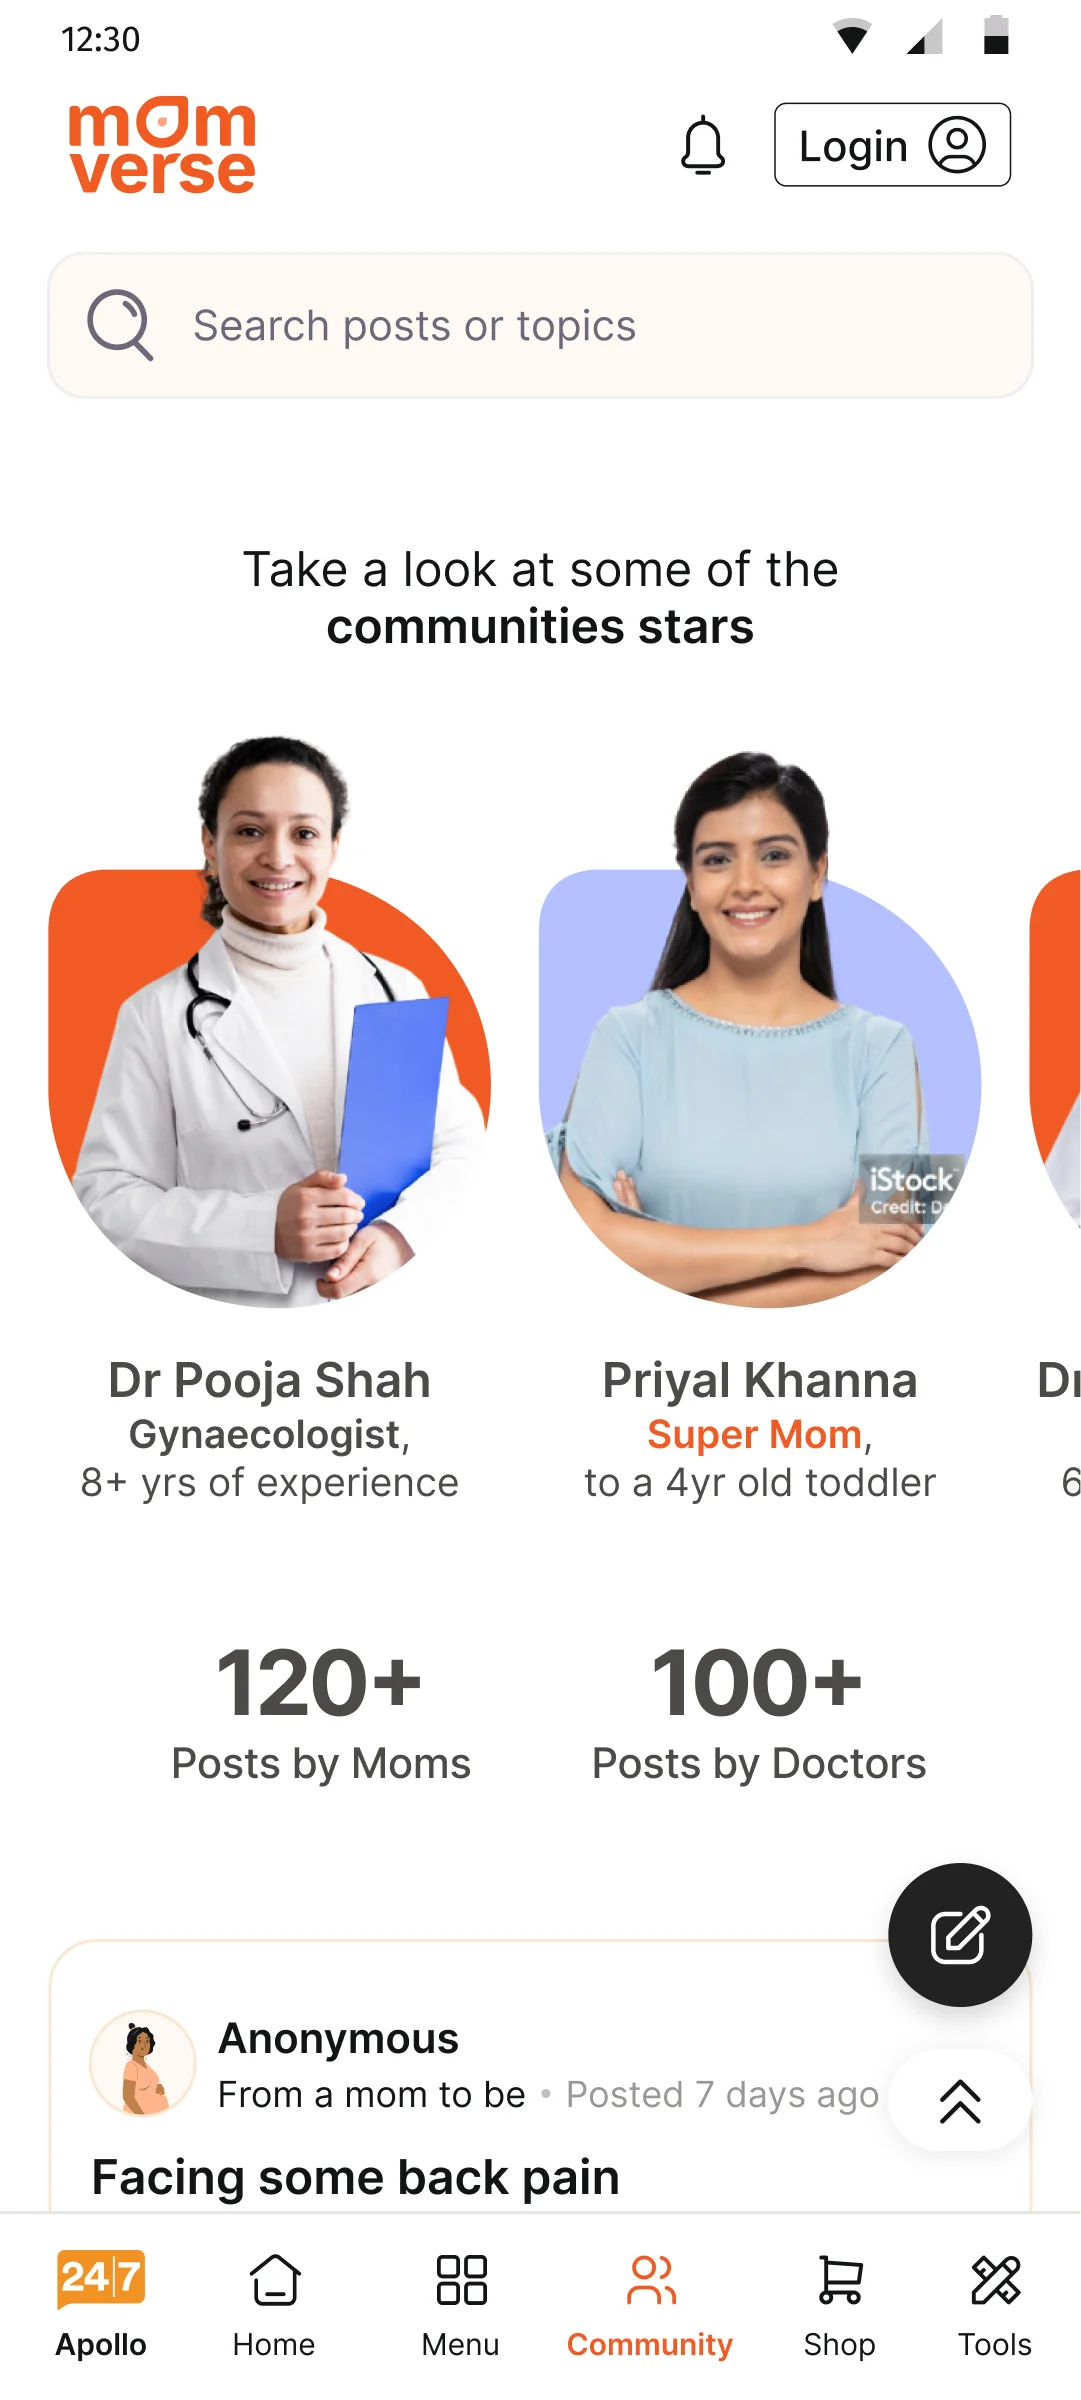 12:30
mom
verse
Login
Search posts or topics
Take a look at some of the
communities stars
iStock
Credit:
Dr Pooja Shah
Gynaecologist,
8+ yrs of experience
Priyal Khanna
Super Mom,
to a 4yr old toddler
6
120+
Posts by Moms
100+
Posts by Doctors
Anonymous
From a mom to be • Posted 7 days ago
Facing some back pain
24|7
Apollo
Home
Menu
Community
Shop
Tools